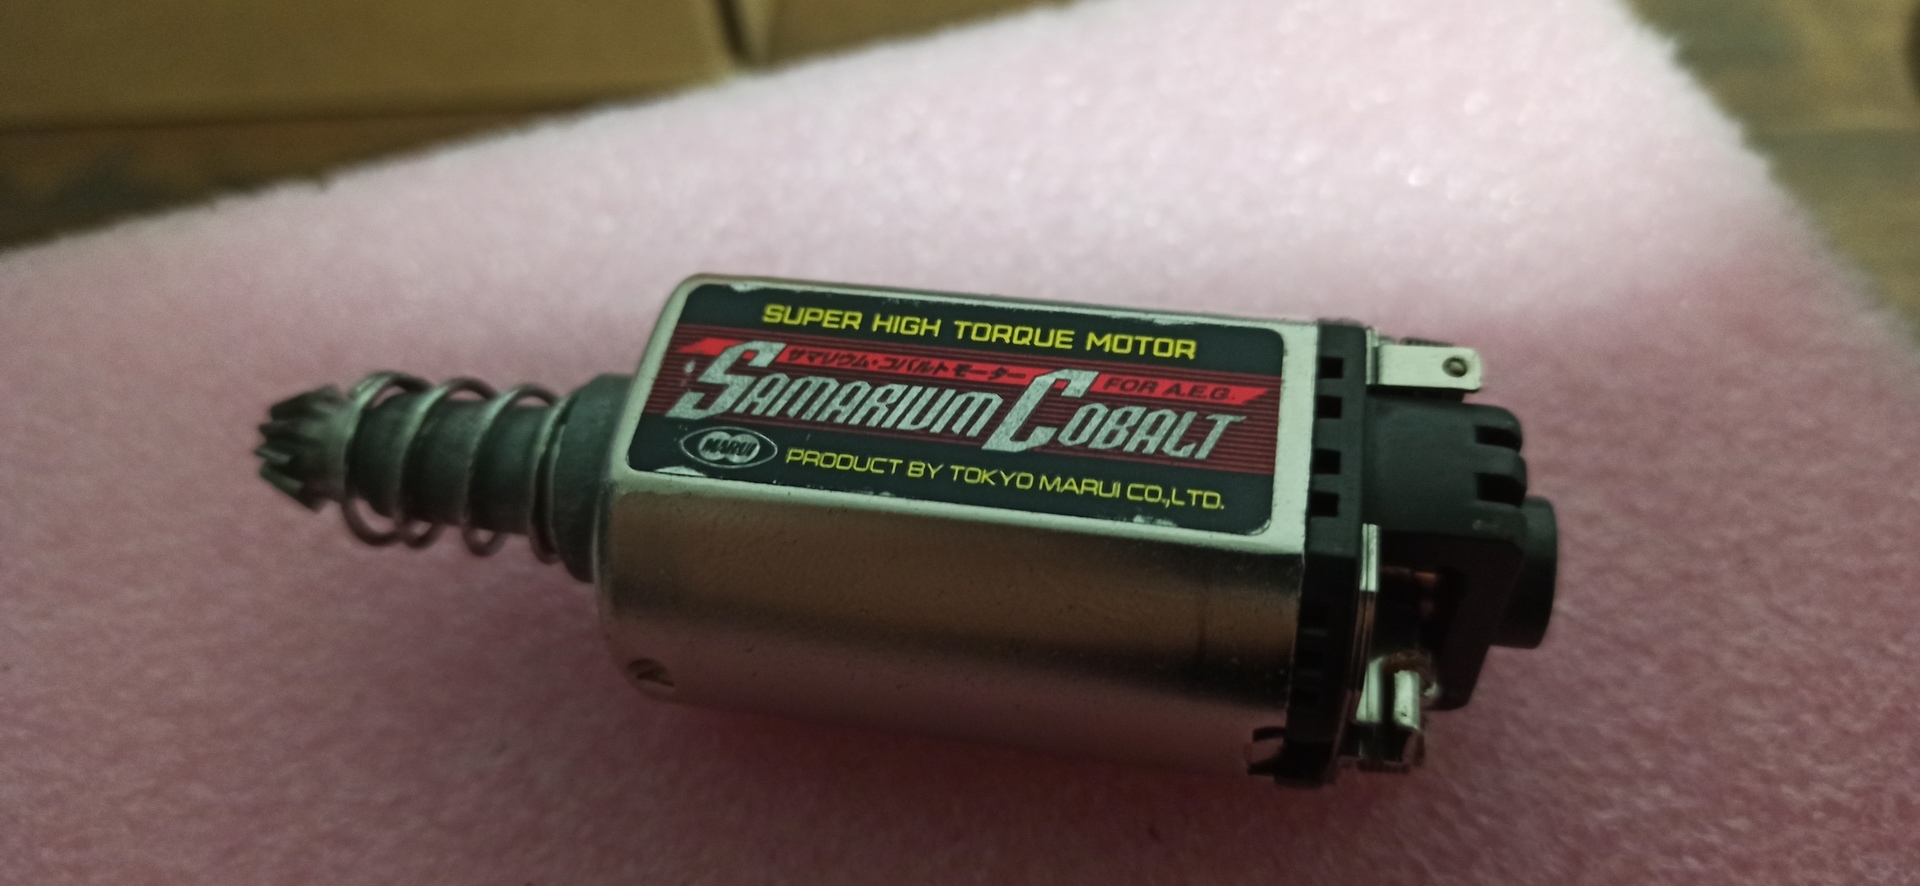 SUPER HIGH TORQUE MOTOR
サマリウム・コバルトモーター FOR A.E.G.
SAMARIUM COBALT
MARUI PRODUCT BY TOKYO MARUI CO.,LTD.